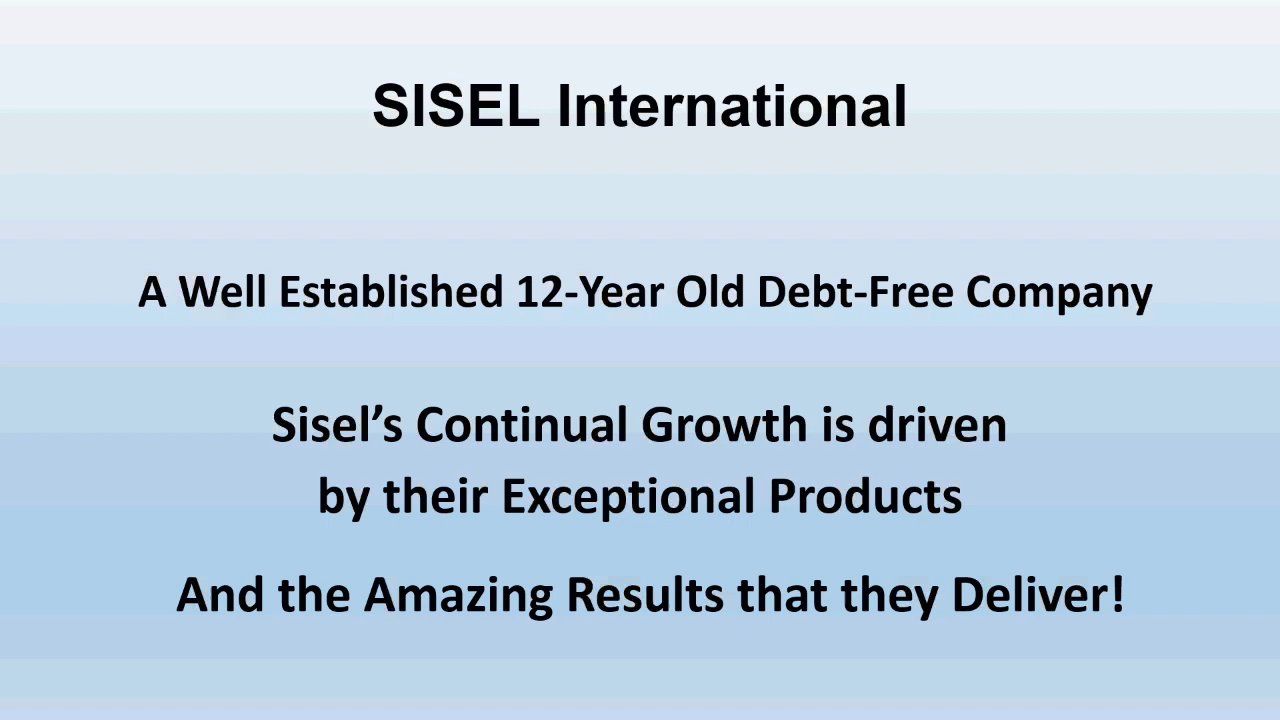 SISEL International
A Well Established 12-Year Old Debt-Free Company
Sisel’s Continual Growth is driven
by their Exceptional Products
And the Amazing Results that they Deliver!